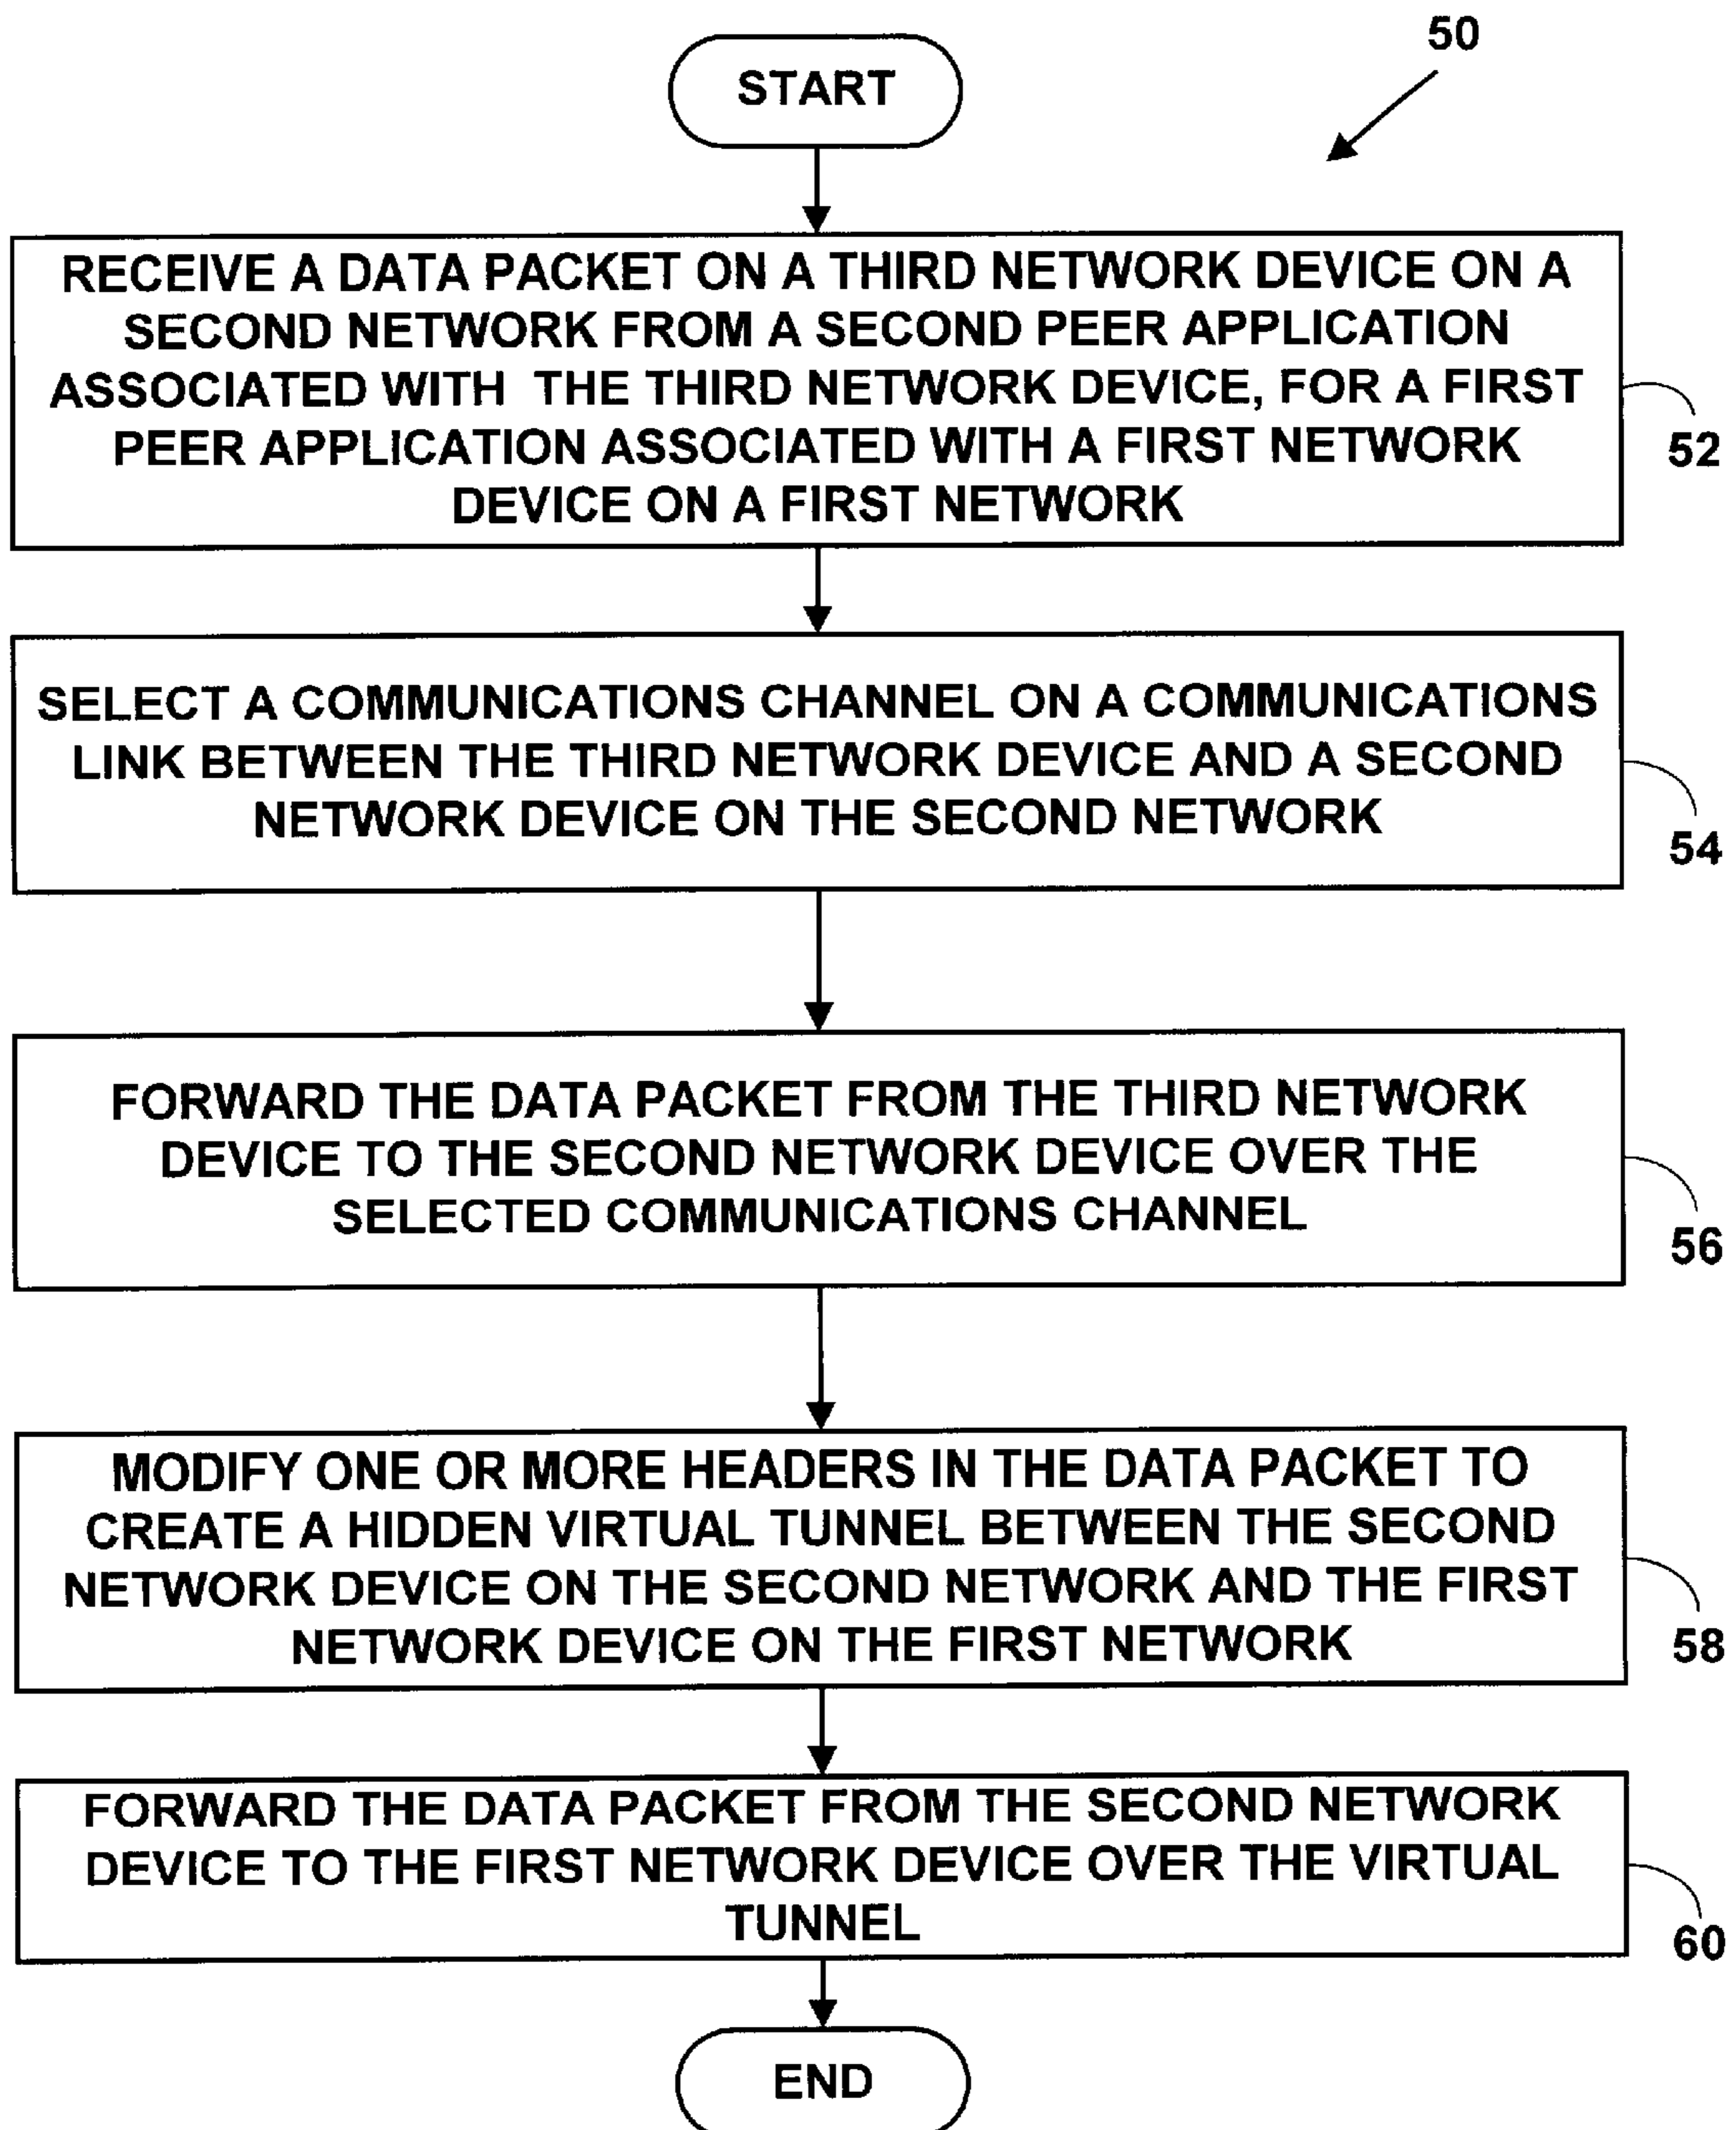 50
START
RECEIVE A DATA PACKET ON A THIRD NETWORK DEVICE ON A
SECOND NETWORK FROM A SECOND PEER APPLICATION
ASSOCIATED WITH THE THIRD NETWORK DEVICE, FOR A FIRST
PEER APPLICATION ASSOCIATED WITH A FIRST NETWORK
DEVICE ON A FIRST NETWORK
52
SELECT A COMMUNICATIONS CHANNEL ON A COMMUNICATIONS
LINK BETWEEN THE THIRD NETWORK DEVICE AND A SECOND
NETWORK DEVICE ON THE SECOND NETWORK
54
FORWARD THE DATA PACKET FROM THE THIRD NETWORK
DEVICE TO THE SECOND NETWORK DEVICE OVER THE
SELECTED COMMUNICATIONS CHANNEL
56
MODIFY ONE OR MORE HEADERS IN THE DATA PACKET TO
CREATE A HIDDEN VIRTUAL TUNNEL BETWEEN THE SECOND
NETWORK DEVICE ON THE SECOND NETWORK AND THE FIRST
NETWORK DEVICE ON THE FIRST NETWORK
58
FORWARD THE DATA PACKET FROM THE SECOND NETWORK
DEVICE TO THE FIRST NETWORK DEVICE OVER THE VIRTUAL
TUNNEL
60
END